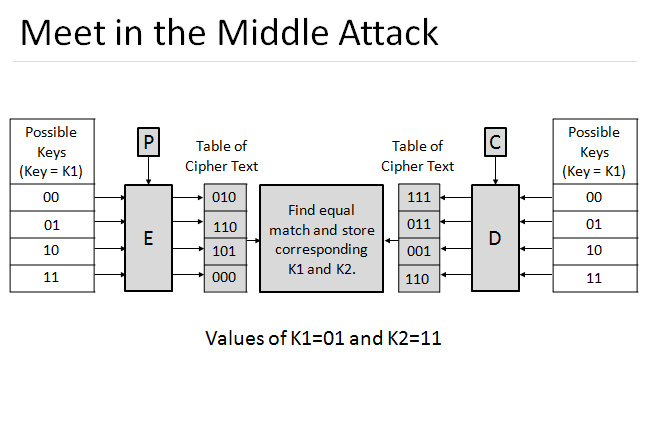 Meet in the Middle Attack
Possible
Keys
(Key = K1)
00
01
10
11
P
E
Table of
Cipher Text
010
110
101
000
Find equal
match and store
corresponding
K1 and K2.
Table of
Cipher Text
111
011
001
110
C
D
Possible
Keys
(Key = K1)
00
01
10
11
Values of K1=01 and K2=11